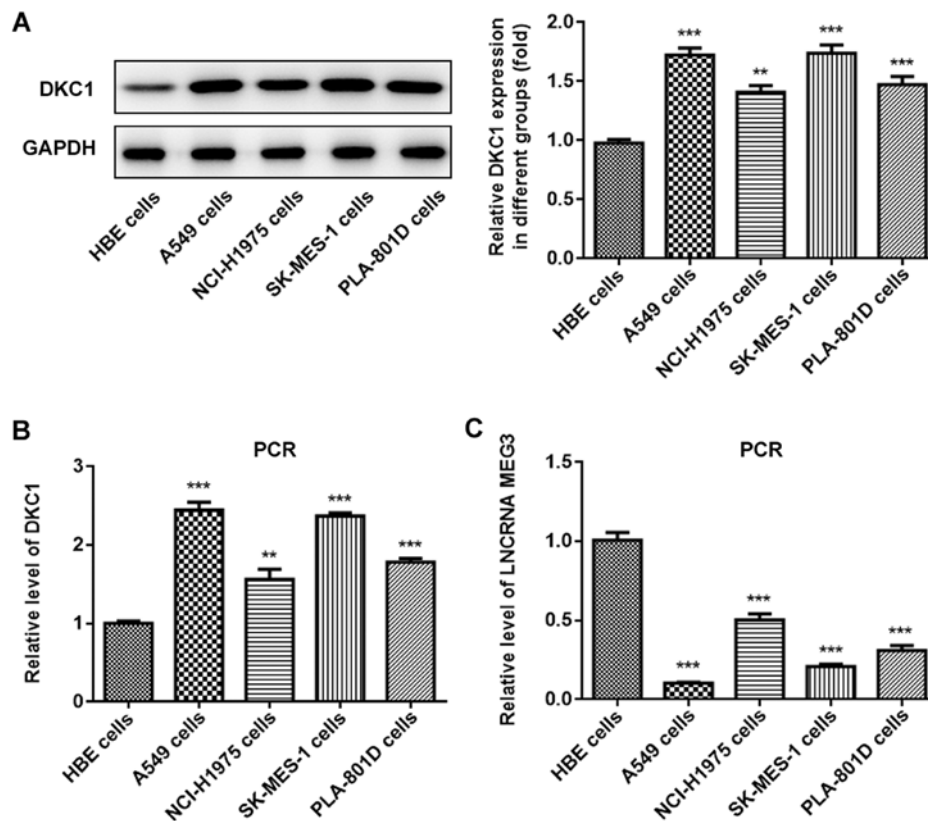 A
DKC1
GAPDH
HBE cells
A549 cells
NCI-H1975 cells
SK-MES-1 cells
PLA-801D cells
Relative DKC1 expression
in different groups (fold)
2.0
1.5
1.0
0.5
0.0
***
**
***
***
HBE cells
A549 cells
NCI-H1975 cells
SK-MES-1 cells
PLA-801D cells
B
PCR
Relative level of DKC1
3
2
1
0
***
**
***
***
HBE cells
A549 cells
NCI-H1975 cells
SK-MES-1 cells
PLA-801D cells
C
PCR
Relative level of LNCRNA MEG3
1.5
1.0
0.5
0.0
***
***
***
***
HBE cells
A549 cells
NCI-H1975 cells
SK-MES-1 cells
PLA-801D cells